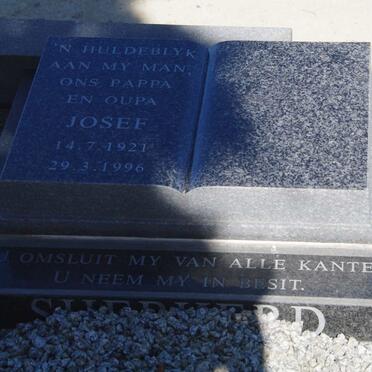 'N HULDEBLYK
AAN MY MAN,
ONS PAPPA
EN OUPA
JOSEF
14.7.1921
29.3.1996
U OMSLUIT MY VAN ALLE KANTE
U NEEM MY IN BESIT.
SHEPHERD